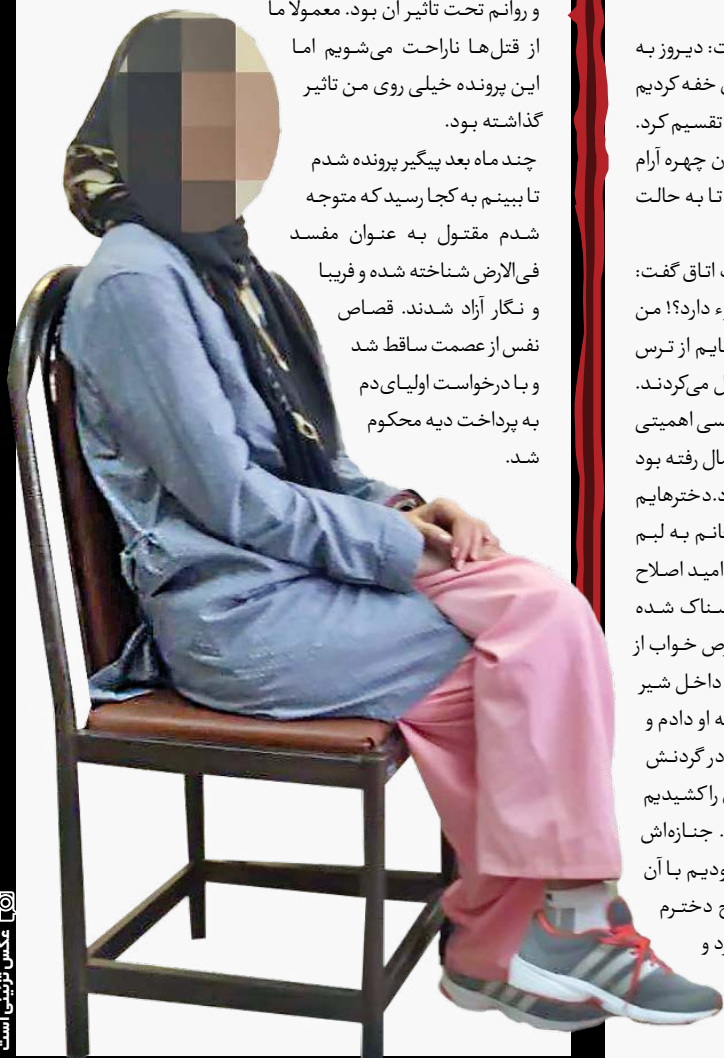 ت: دیروز به
خفه کردیم
تقسیم کرد.
ن چهره آرام
تا به حالت
اتاق گفت:
ء دارد؟! من
ایم از ترس
ل می‌کردند.
سی اهمیتی
ال رفته بود
د. دخترهایم
انم به لبم
امید اصلاح
سناک شده
رص خواب از
داخل شیر
ه او دادم و
در گردنش
را کشیدیم
. جنازه‌اش
ودیم با آن
ح دخترم
د و
و روانم تحت تاثیر آن بود. معمولا ما
از قتل‌ها ناراحت می‌شویم اما
این پرونده خیلی روی من تاثیر
گذاشته بود.
چند ماه بعد پیگیر پرونده شدم
تا ببینم به کجا رسید که متوجه
شدم مقتول به عنوان مفسد
فی‌الارض شناخته شده و فریبا
و نگار آزاد شدند. قصاص
نفس از عصمت ساقط شد
و با درخواست اولیای‌دم
به پرداخت دیه محکوم
شد.
عکس تزئینی است